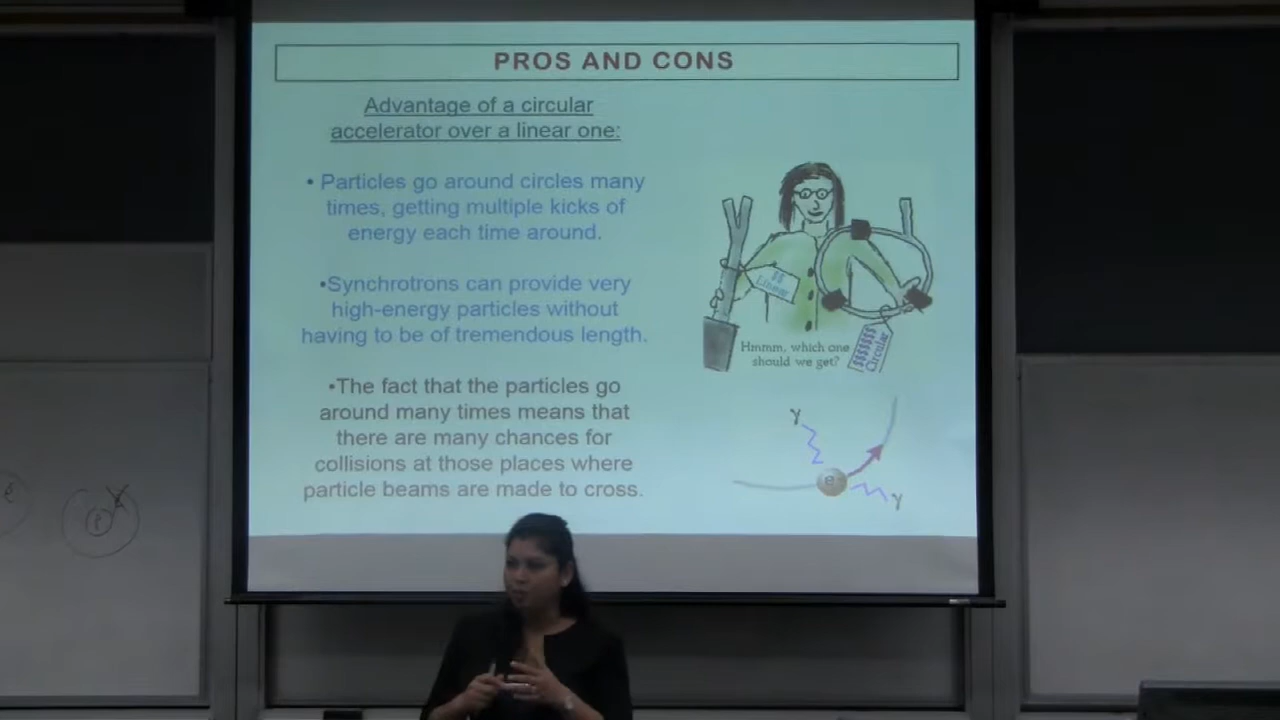 PROS AND CONS
Advantage of a circular
accelerator over a linear one:
• Particles go around circles many
times, getting multiple kicks of
energy each time around.
•Synchrotrons can provide very
high-energy particles without
having to be of tremendous length.
•The fact that the particles go
around many times means that
there are many chances for
collisions at those places where
particle beams are made to cross.
$$
Linear
$$$$$$$
Circular
Hmmm, which one
should we get?
γ
e
γ